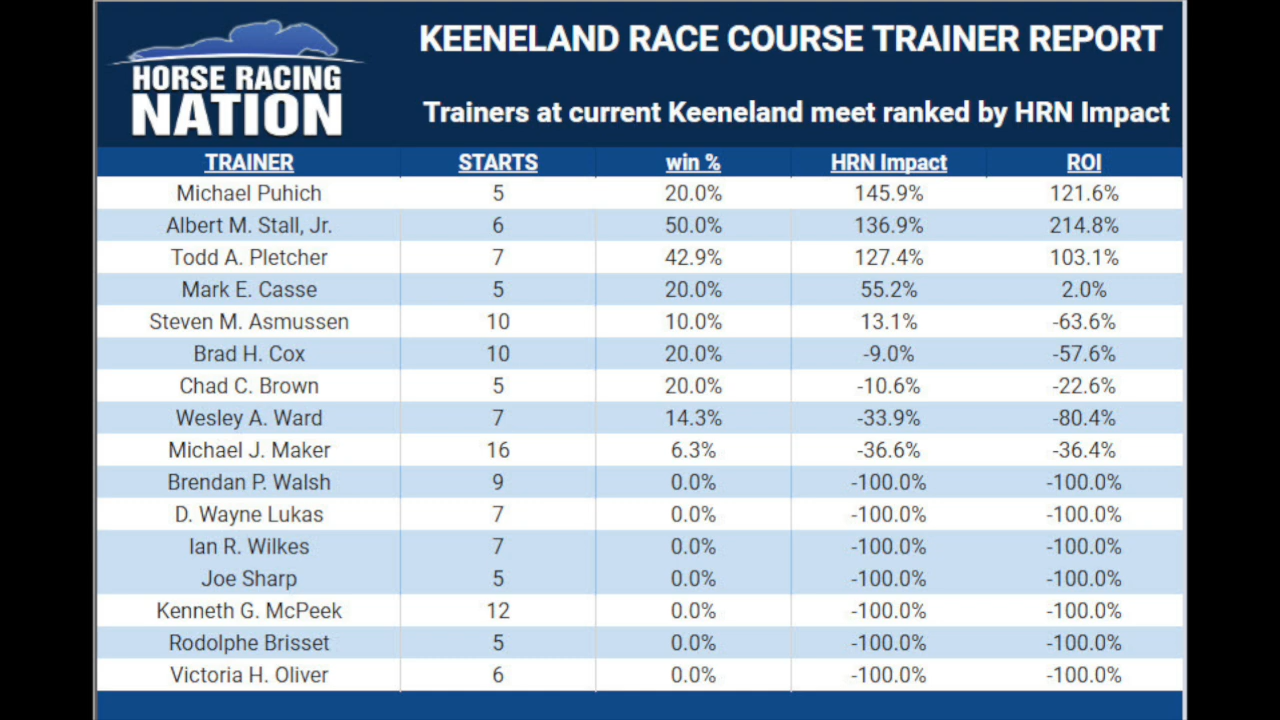 HORSE RACING
NATION
KEENELAND RACE COURSE TRAINER REPORT
Trainers at current Keeneland meet ranked by HRN Impact
TRAINER STARTS win % HRN Impact ROI
Michael Puhich 5 20.0% 145.9% 121.6%
Albert M. Stall, Jr. 6 50.0% 136.9% 214.8%
Todd A. Pletcher 7 42.9% 127.4% 103.1%
Mark E. Casse 5 20.0% 55.2% 2.0%
Steven M. Asmussen 10 10.0% 13.1% -63.6%
Brad H. Cox 10 20.0% -9.0% -57.6%
Chad C. Brown 5 20.0% -10.6% -22.6%
Wesley A. Ward 7 14.3% -33.9% -80.4%
Michael J. Maker 16 6.3% -36.6% -36.4%
Brendan P. Walsh 9 0.0% -100.0% -100.0%
D. Wayne Lukas 7 0.0% -100.0% -100.0%
Ian R. Wilkes 7 0.0% -100.0% -100.0%
Joe Sharp 5 0.0% -100.0% -100.0%
Kenneth G. McPeek 12 0.0% -100.0% -100.0%
Rodolphe Brisset 5 0.0% -100.0% -100.0%
Victoria H. Oliver 6 0.0% -100.0% -100.0%